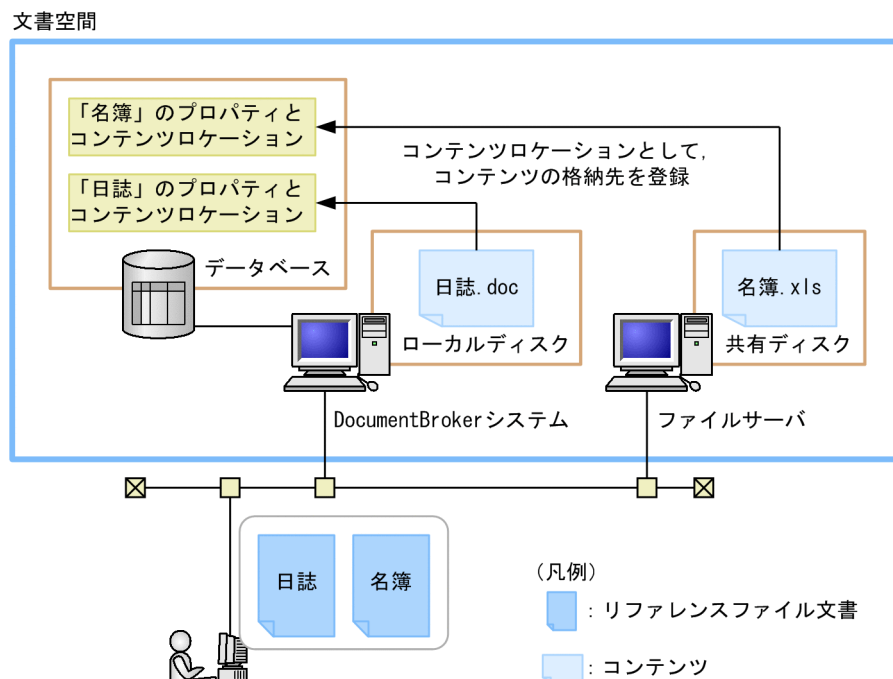 文書空間
「名簿」のプロパティと
コンテンツロケーション
コンテンツロケーションとして,
コンテンツの格納先を登録
「日誌」のプロパティと
コンテンツロケーション
データベース
日誌.doc
名簿.xls
ローカルディスク
共有ディスク
DocumentBrokerシステム
ファイルサーバ
日誌
名簿
(凡例)
:リファレンスファイル文書
:コンテンツ